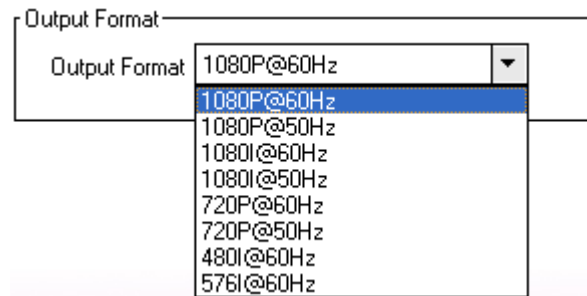 Output Format
Output Format 1080P@60Hz
1080P@60Hz
1080P@50Hz
1080I@60Hz
1080I@50Hz
720P@60Hz
720P@50Hz
480I@60Hz
576I@60Hz